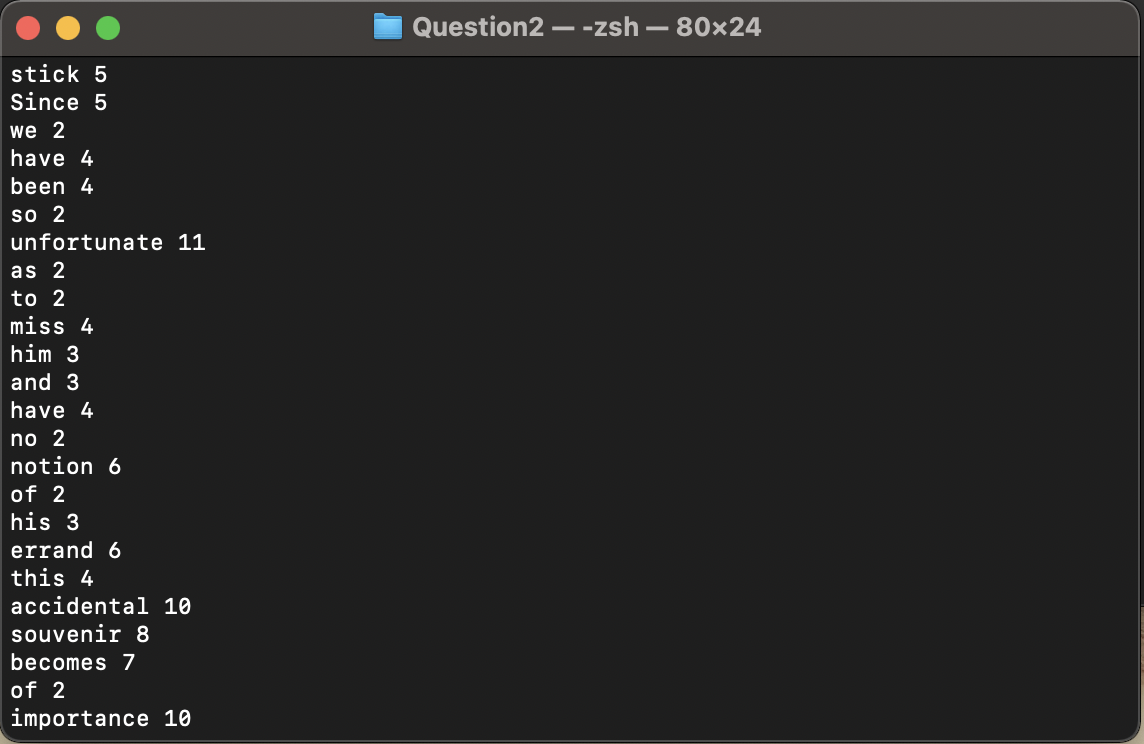 Question2 — -zsh — 80×24
stick 5
Since 5
we 2
have 4
been 4
so 2
unfortunate 11
as 2
to 2
miss 4
him 3
and 3
have 4
no 2
notion 6
of 2
his 3
errand 6
this 4
accidental 10
souvenir 8
becomes 7
of 2
importance 10